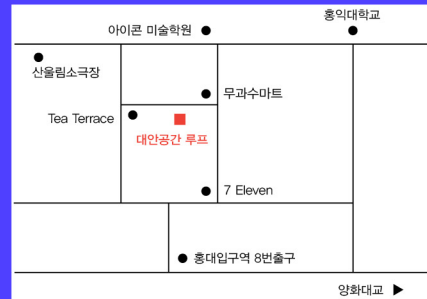 홍익대학교
아이콘 미술학원
산울림소극장
무과수마트
Tea Terrace
대안공간 루프
7 Eleven
홍대입구역 8번출구
양화대교